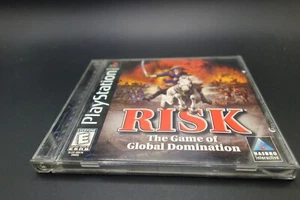 PlayStation
RISK
The Game of
Global Domination
E
HASBRO
Interactive